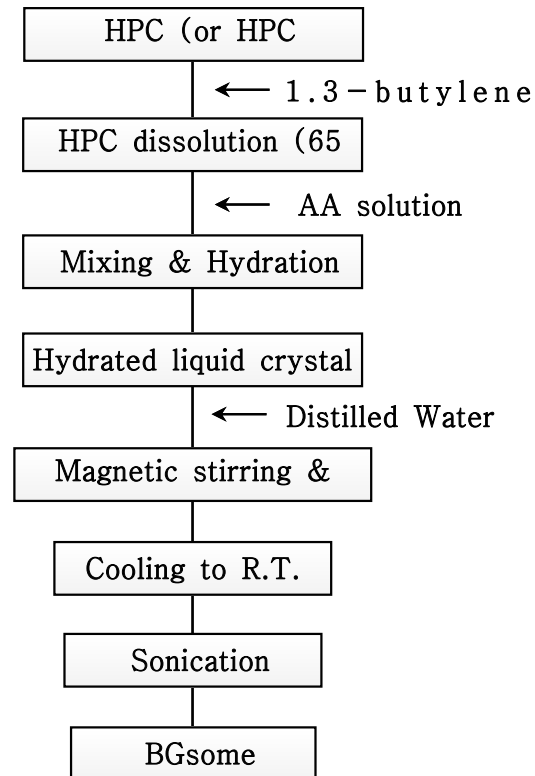 HPC (or HPC
1.3－butylene
HPC dissolution (65
AA solution
Mixing & Hydration
Hydrated liquid crystal
Distilled Water
Magnetic stirring &
Cooling to R.T.
Sonication
BGsome